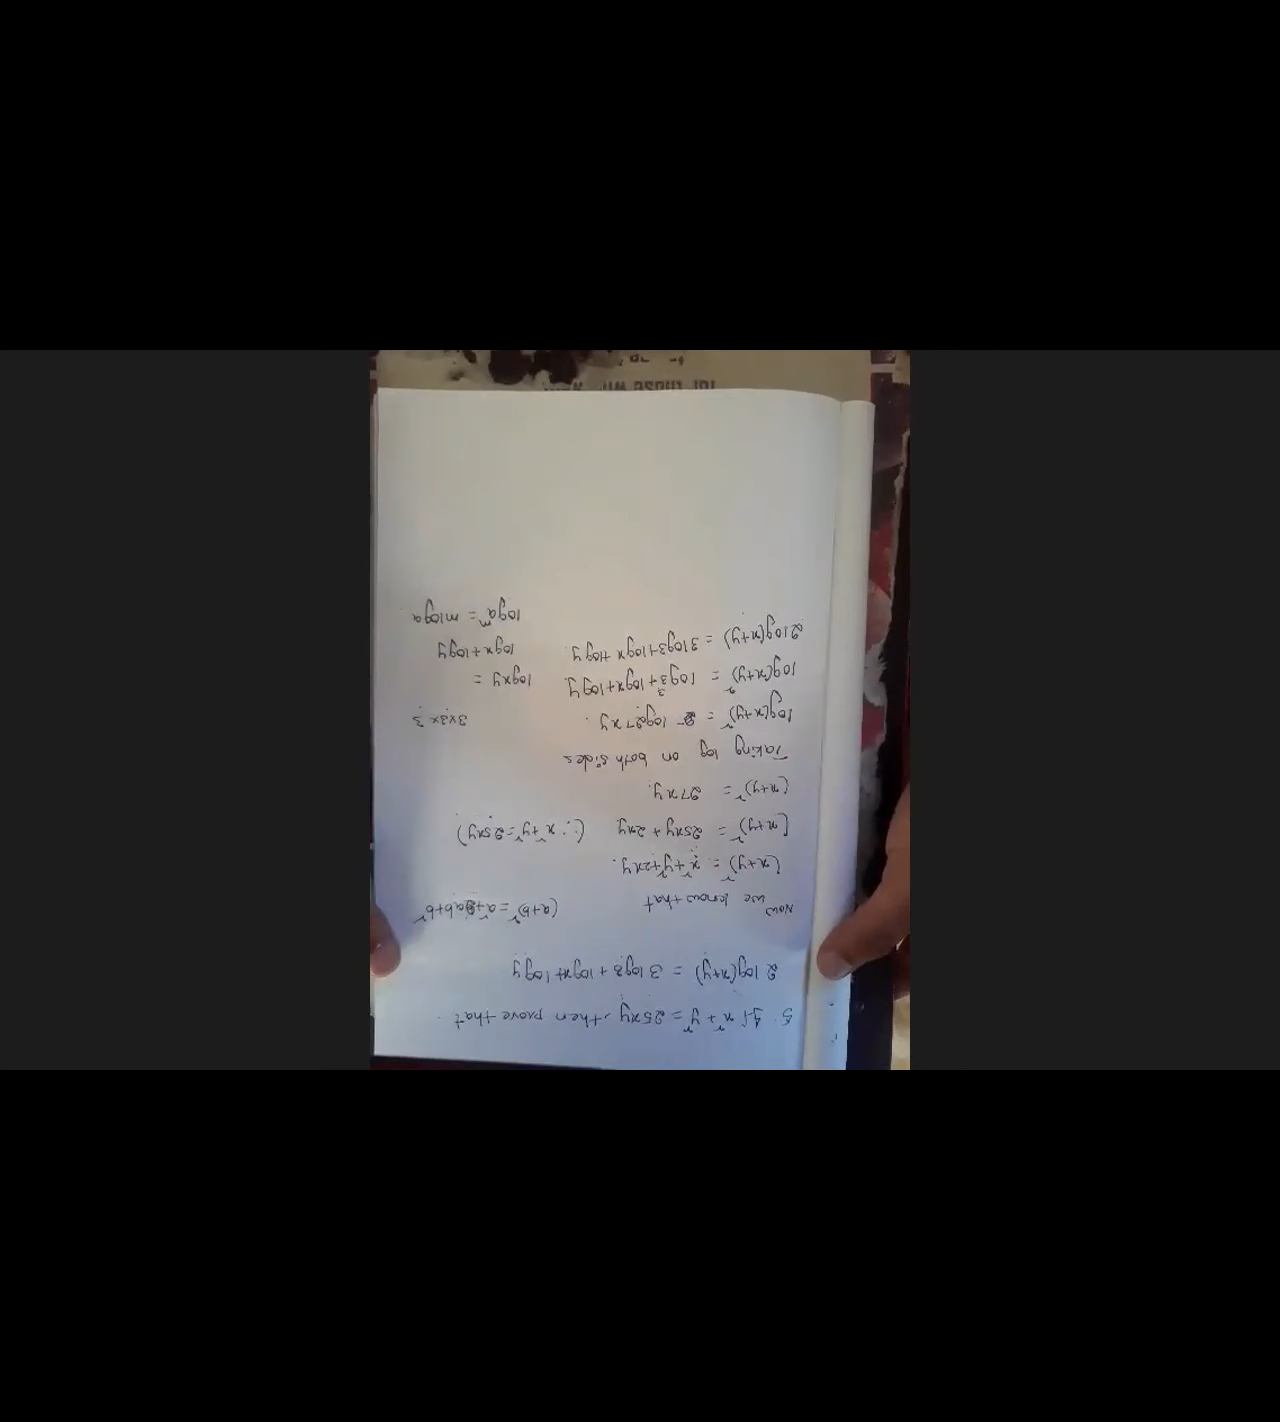 5. If x² + y² = 25xy, then prove that
2 log(x+y) = 3 log3 + logx + logy
Now we know that (a+b)² = a²+2ab+b²
(x+y)² = x²+y²+2xy.
(x+y)² = 25xy + 2xy (∵ x²+y²=25xy)
(x+y)² = 27xy.
Taking log on both sides
log(x+y)² = log27xy. 3x3x3
log(x+y)² = log3³+logx+logy. logxy =
logx+logy
2log(x+y) = 3log3+logx+logy.
logaᵐ = mloga